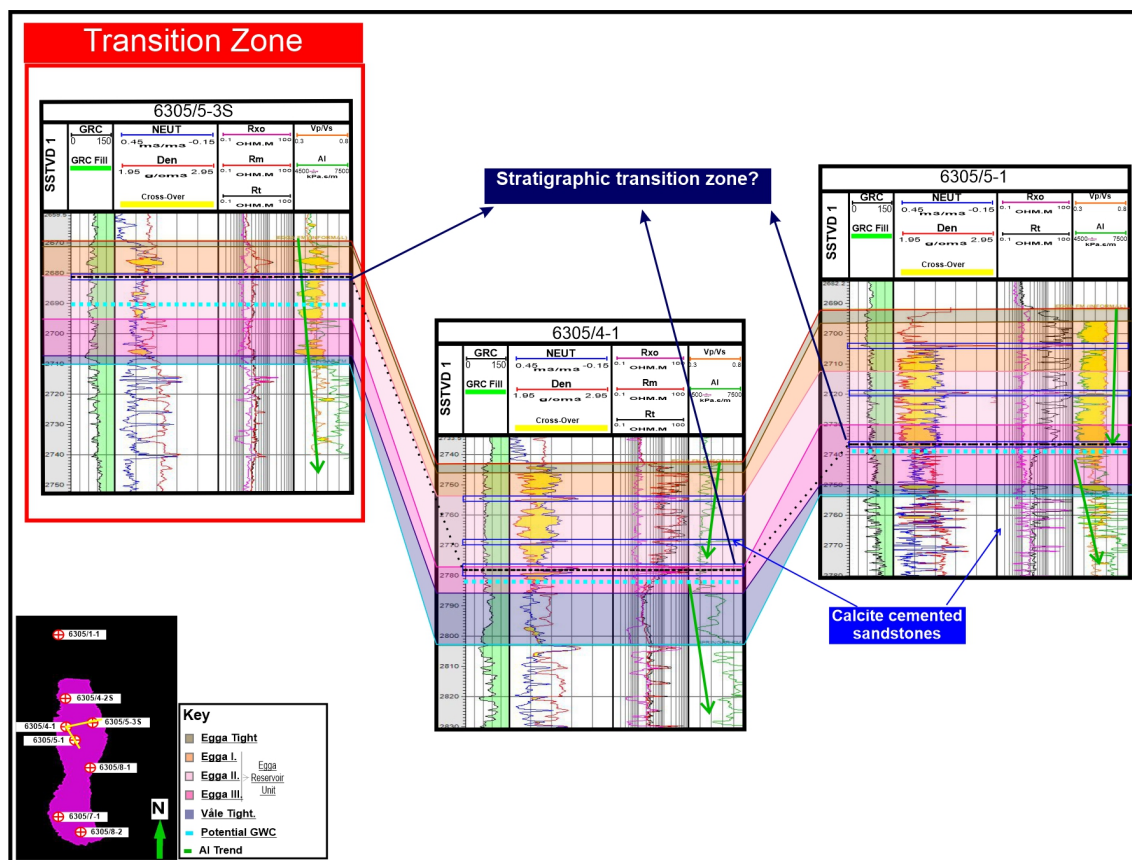 Transition Zone
6305/5-3S
SSTVD 1
GRC
0 150
GRC Fill
NEUT
0.45 m3/m3 -0.15
Den
1.95 g/om3 2.95
Cross-Over
Rxo
0.1 OHM.M 100
Rm
0.1 OHM.M 100
Rt
0.1 OHM.M 100
Vp/Vs
0.3 0.8
AI
4500 7500
kPa.s/m
2659.5
2670
2680
2690
2700
2710
2720
2730
2740
2750
Stratigraphic transition zone?
6305/4-1
SSTVD 1
GRC
0 150
GRC Fill
NEUT
0.45 m3/m3 -0.15
Den
1.95 g/om3 2.95
Cross-Over
Rxo
0.1 OHM.M 100
Rm
0.1 OHM.M 100
Rt
0.1 OHM.M 100
Vp/Vs
0.3 0.8
AI
4500 7500
kPa.s/m
2750
2760
2770
2780
2790
2800
2810
2820
2830
6305/5-1
SSTVD 1
GRC
0 150
GRC Fill
NEUT
0.45 m3/m3 -0.15
Den
1.95 g/om3 2.95
Cross-Over
Rxo
0.1 OHM.M 100
Rt
0.1 OHM.M 100
Vp/Vs
0.3 0.8
AI
4500 7500
kPa.s/m
2682.2
2690
2700
2710
2720
2730
2740
2750
2760
2770
2780
Calcite cemented
sandstones
6305/1-1
6305/4-2S
6305/4-1
6305/5-3S
6305/5-1
6305/8-1
6305/7-1
6305/8-2
N
Key
Egga Tight
Egga I.
Egga II.
Egga III.
Egga
Reservoir
Unit
Våle Tight.
Potential GWC
AI Trend